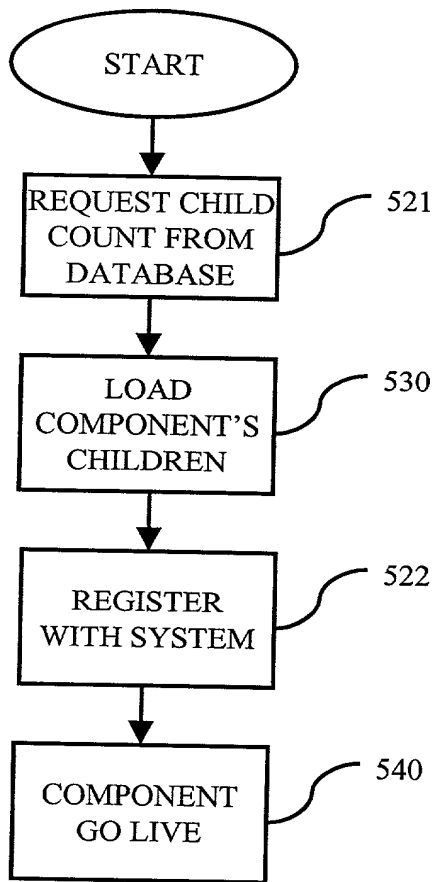 START
REQUEST CHILD
COUNT FROM
DATABASE
521
LOAD
COMPONENT'S
CHILDREN
530
REGISTER
WITH SYSTEM
522
COMPONENT
GO LIVE
540